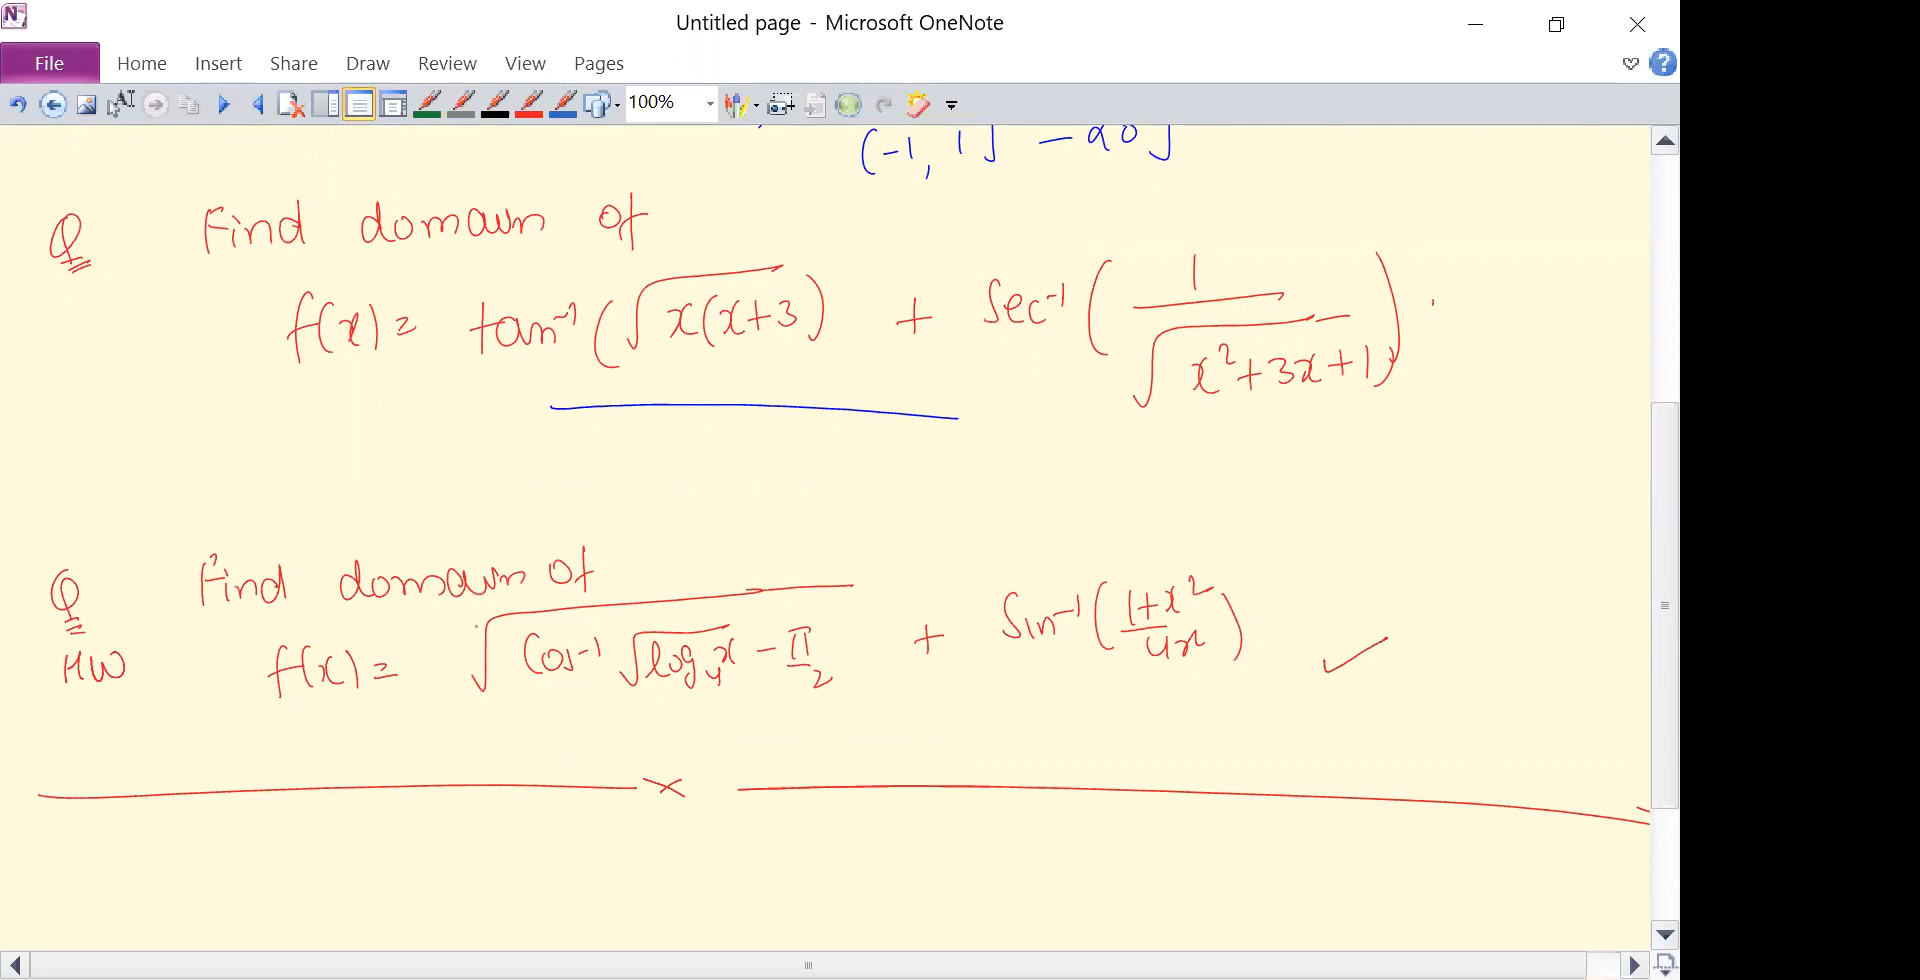 Untitled page - Microsoft OneNote
File Home Insert Share Draw Review View Pages
100%
(-1, 1] -
Q Find domain of
f(x) = tan⁻¹(√x(x+3)) + Sec⁻¹(1/√(x²+3x+1)) .
Q Find domain of
HW f(x) = √(Cos⁻¹ √log₄x - π/2) + Sin⁻¹((1+x²)/4x) ✓